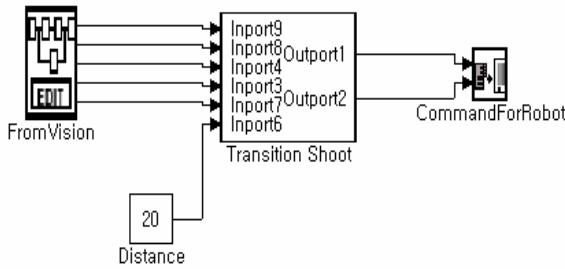 Inport9
Inport8
Inport4
Inport3
Inport7
Inport6
Outport1
Outport2
EDIT
FromVision
Transition Shoot
CommandForRobot
20
Distance